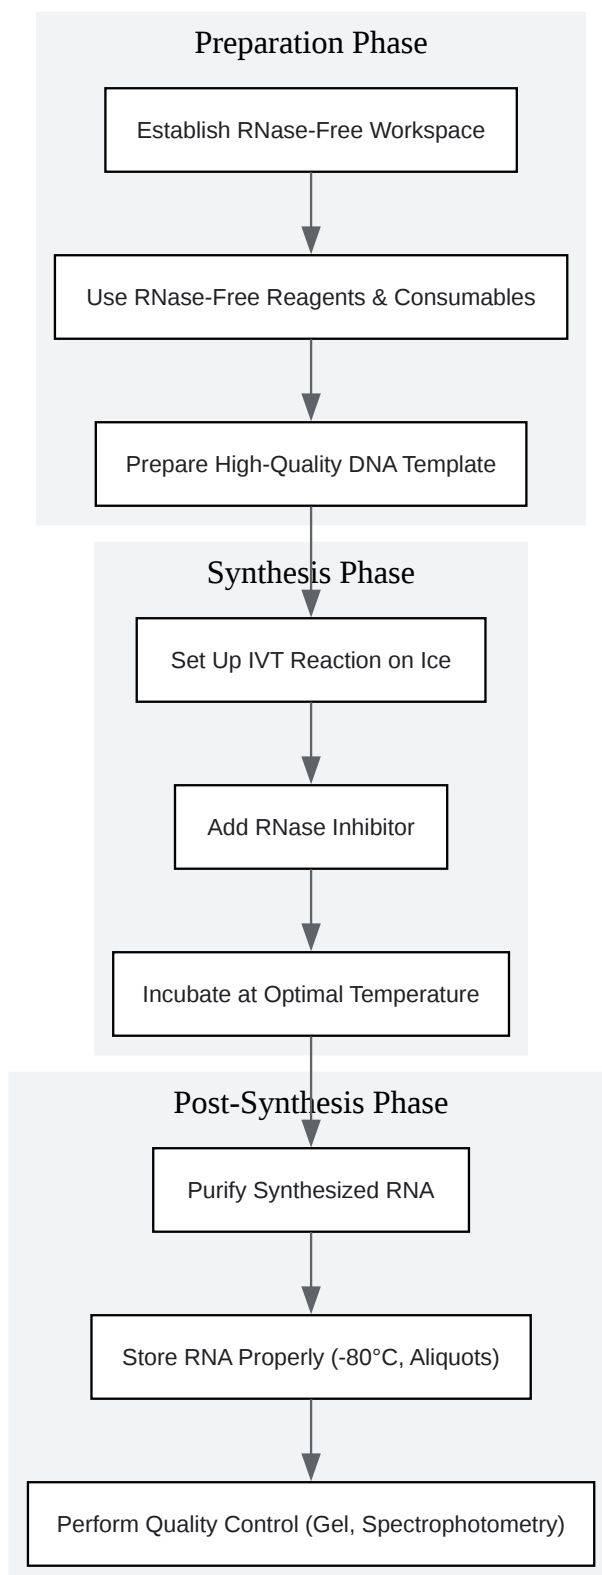 Preparation Phase
Establish RNase-Free Workspace
Use RNase-Free Reagents & Consumables
Prepare High-Quality DNA Template
Synthesis Phase
Set Up IVT Reaction on Ice
Add RNase Inhibitor
Incubate at Optimal Temperature
Post-Synthesis Phase
Purify Synthesized RNA
Store RNA Properly (-80°C, Aliquots)
Perform Quality Control (Gel, Spectrophotometry)